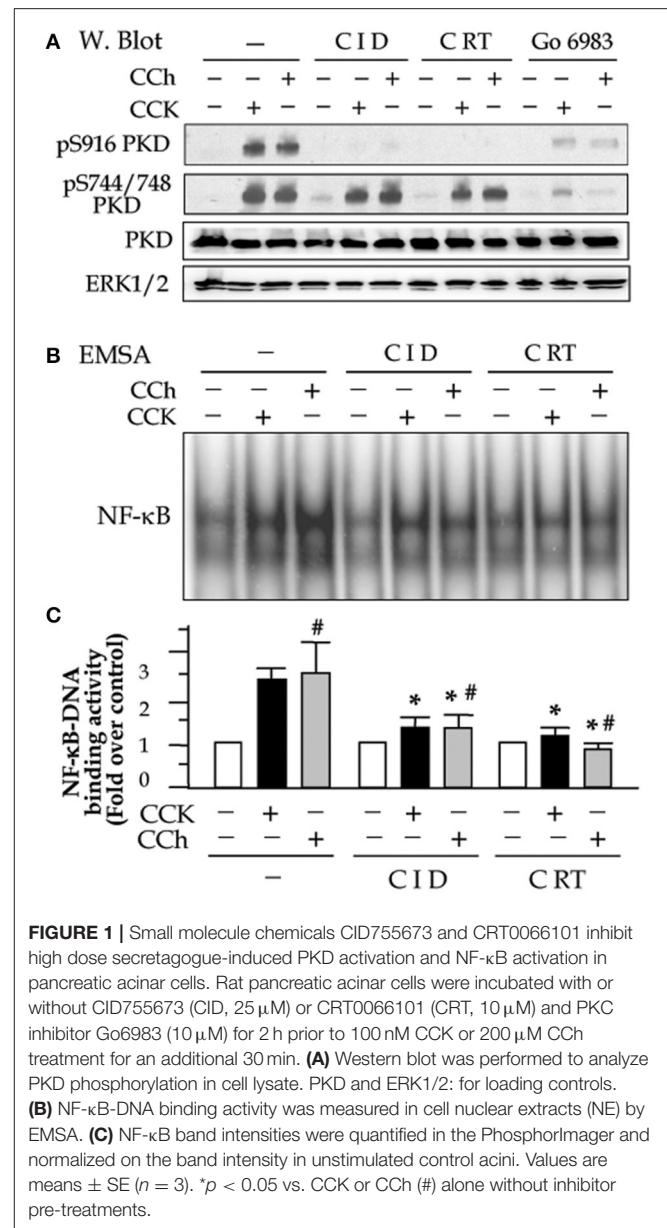 A W. Blot – CID CRT Go 6983
CCh – – + – – + – – + – – +
CCK – + – – + – – + – – + –
pS916 PKD
pS744/748
PKD
PKD
ERK1/2
B EMSA – CID CRT
CCh – – + – – + – – +
CCK – + – – + – – + –
NF-κB
C
NF-κB-DNA
binding activity
(Fold over control)
3
2
1
0
#
*
* #
*
*#
CCK – + – – + – – + –
CCh – – + – – + – – +
– CID CRT
FIGURE 1 | Small molecule chemicals CID755673 and CRT0066101 inhibit
high dose secretagogue-induced PKD activation and NF-κB activation in
pancreatic acinar cells. Rat pancreatic acinar cells were incubated with or
without CID755673 (CID, 25 μM) or CRT0066101 (CRT, 10 μM) and PKC
inhibitor Go6983 (10 μM) for 2 h prior to 100 nM CCK or 200 μM CCh
treatment for an additional 30 min. (A) Western blot was performed to analyze
PKD phosphorylation in cell lysate. PKD and ERK1/2: for loading controls.
(B) NF-κB-DNA binding activity was measured in cell nuclear extracts (NE) by
EMSA. (C) NF-κB band intensities were quantified in the PhosphorImager and
normalized on the band intensity in unstimulated control acini. Values are
means ± SE (n = 3). *p < 0.05 vs. CCK or CCh (#) alone without inhibitor
pre-treatments.